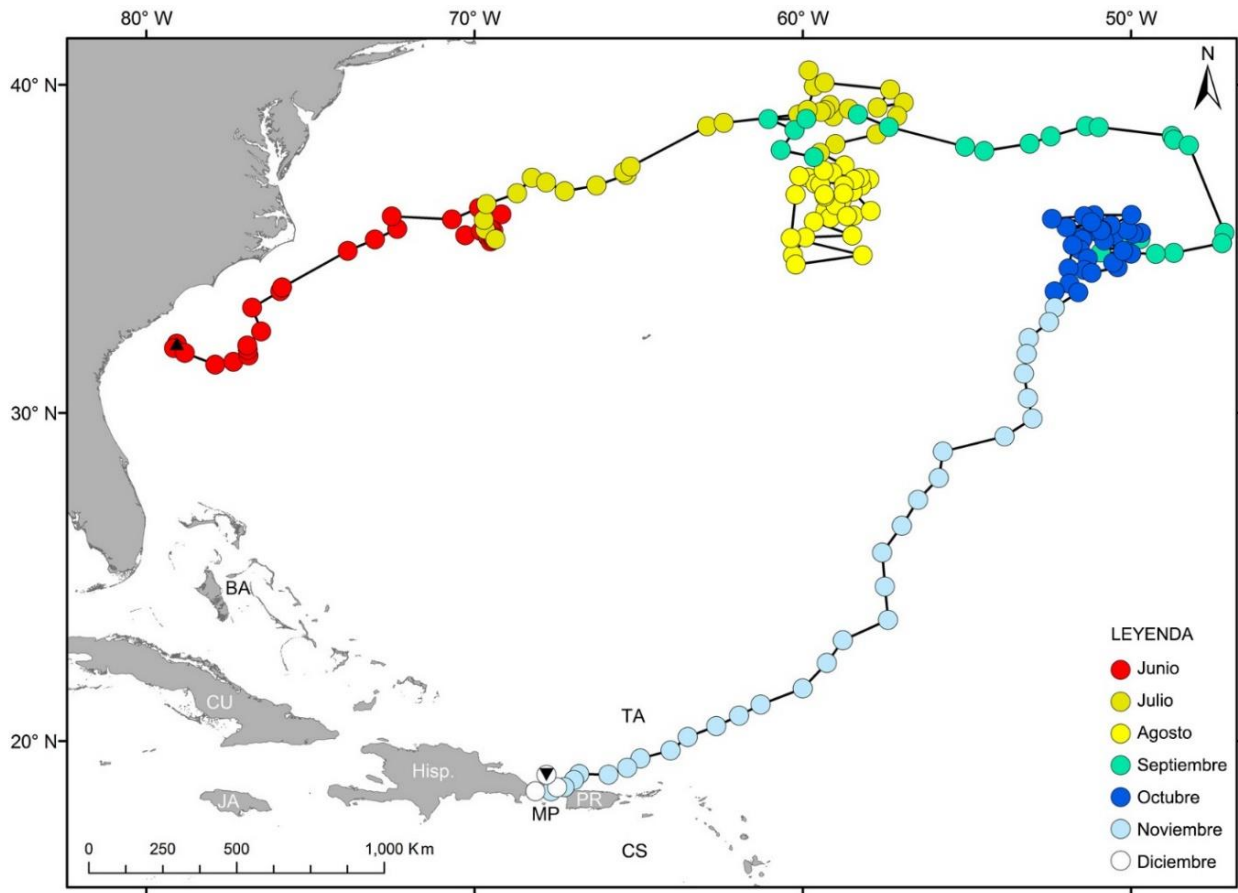 80° W 70° W 60° W 50° W
N
40° N
30° N
BA
LEYENDA
Junio
CU
Julio
TA
Agosto
20° N
Septiembre
Hisp.
JA
PR
Octubre
MP
Noviembre
0 250 500 1,000 Km
CS
Diciembre